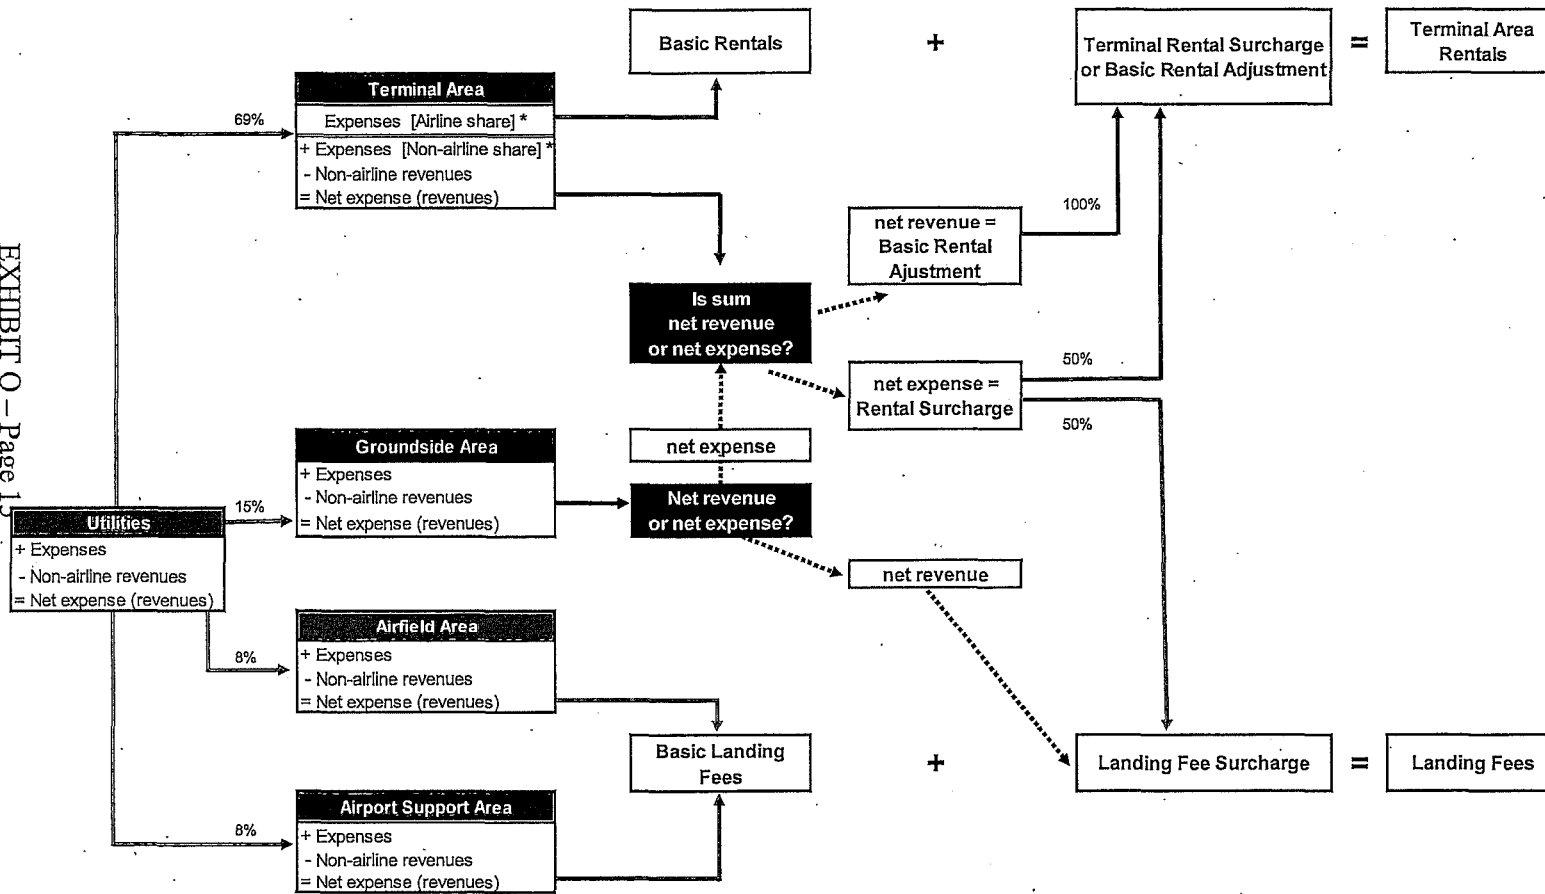 Basic Rentals
+
Terminal Rental Surcharge
or Basic Rental Adjustment
=
Terminal Area
Rentals
Terminal Area
69%
Expenses [Airline share] *
+ Expenses [Non-airline share] *
- Non-airline revenues
= Net expense (revenues)
100%
net revenue =
Basic Rental
Ajustment
Is sum
net revenue
or net expense?
50%
net expense =
Rental Surcharge
50%
EXHIBIT O – Page 15
Groundside Area
net expense
+ Expenses
- Non-airline revenues
= Net expense (revenues)
Net revenue
or net expense?
15%
Utilities
+ Expenses
- Non-airline revenues
= Net expense (revenues)
net revenue
Airfield Area
8%
+ Expenses
- Non-airline revenues
= Net expense (revenues)
Basic Landing
Fees
+
Landing Fee Surcharge
=
Landing Fees
Airport Support Area
8%
+ Expenses
- Non-airline revenues
= Net expense (revenues)